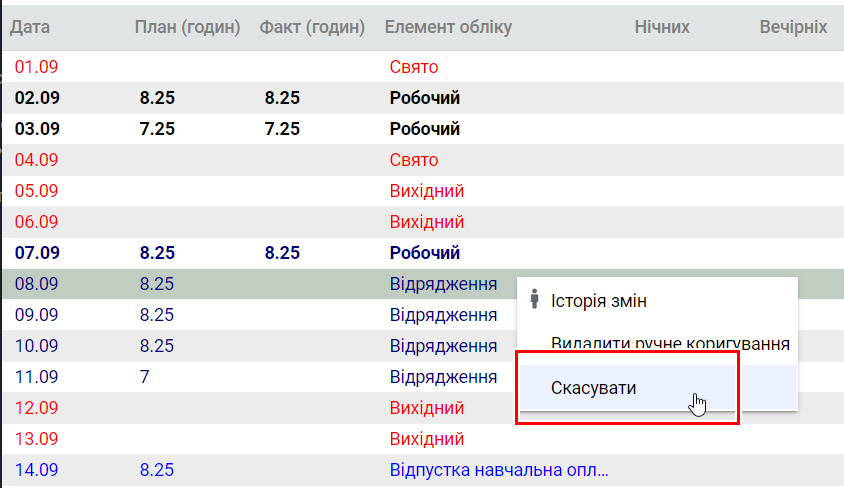 Дата План (годин) Факт (годин) Елемент обліку Нічних Вечірніх
01.09 Свято
02.09 8.25 8.25 Робочий
03.09 7.25 7.25 Робочий
04.09 Свято
05.09 Вихідний
06.09 Вихідний
07.09 8.25 8.25 Робочий
08.09 8.25 Відрядження
Історія змін
09.09 8.25 Відрядження
10.09 8.25 Відрядження
Видалити ручне коригування
11.09 7 Відрядження
Скасувати
12.09 Вихідний
13.09 Вихідний
14.09 8.25 Відпустка навчальна опл...